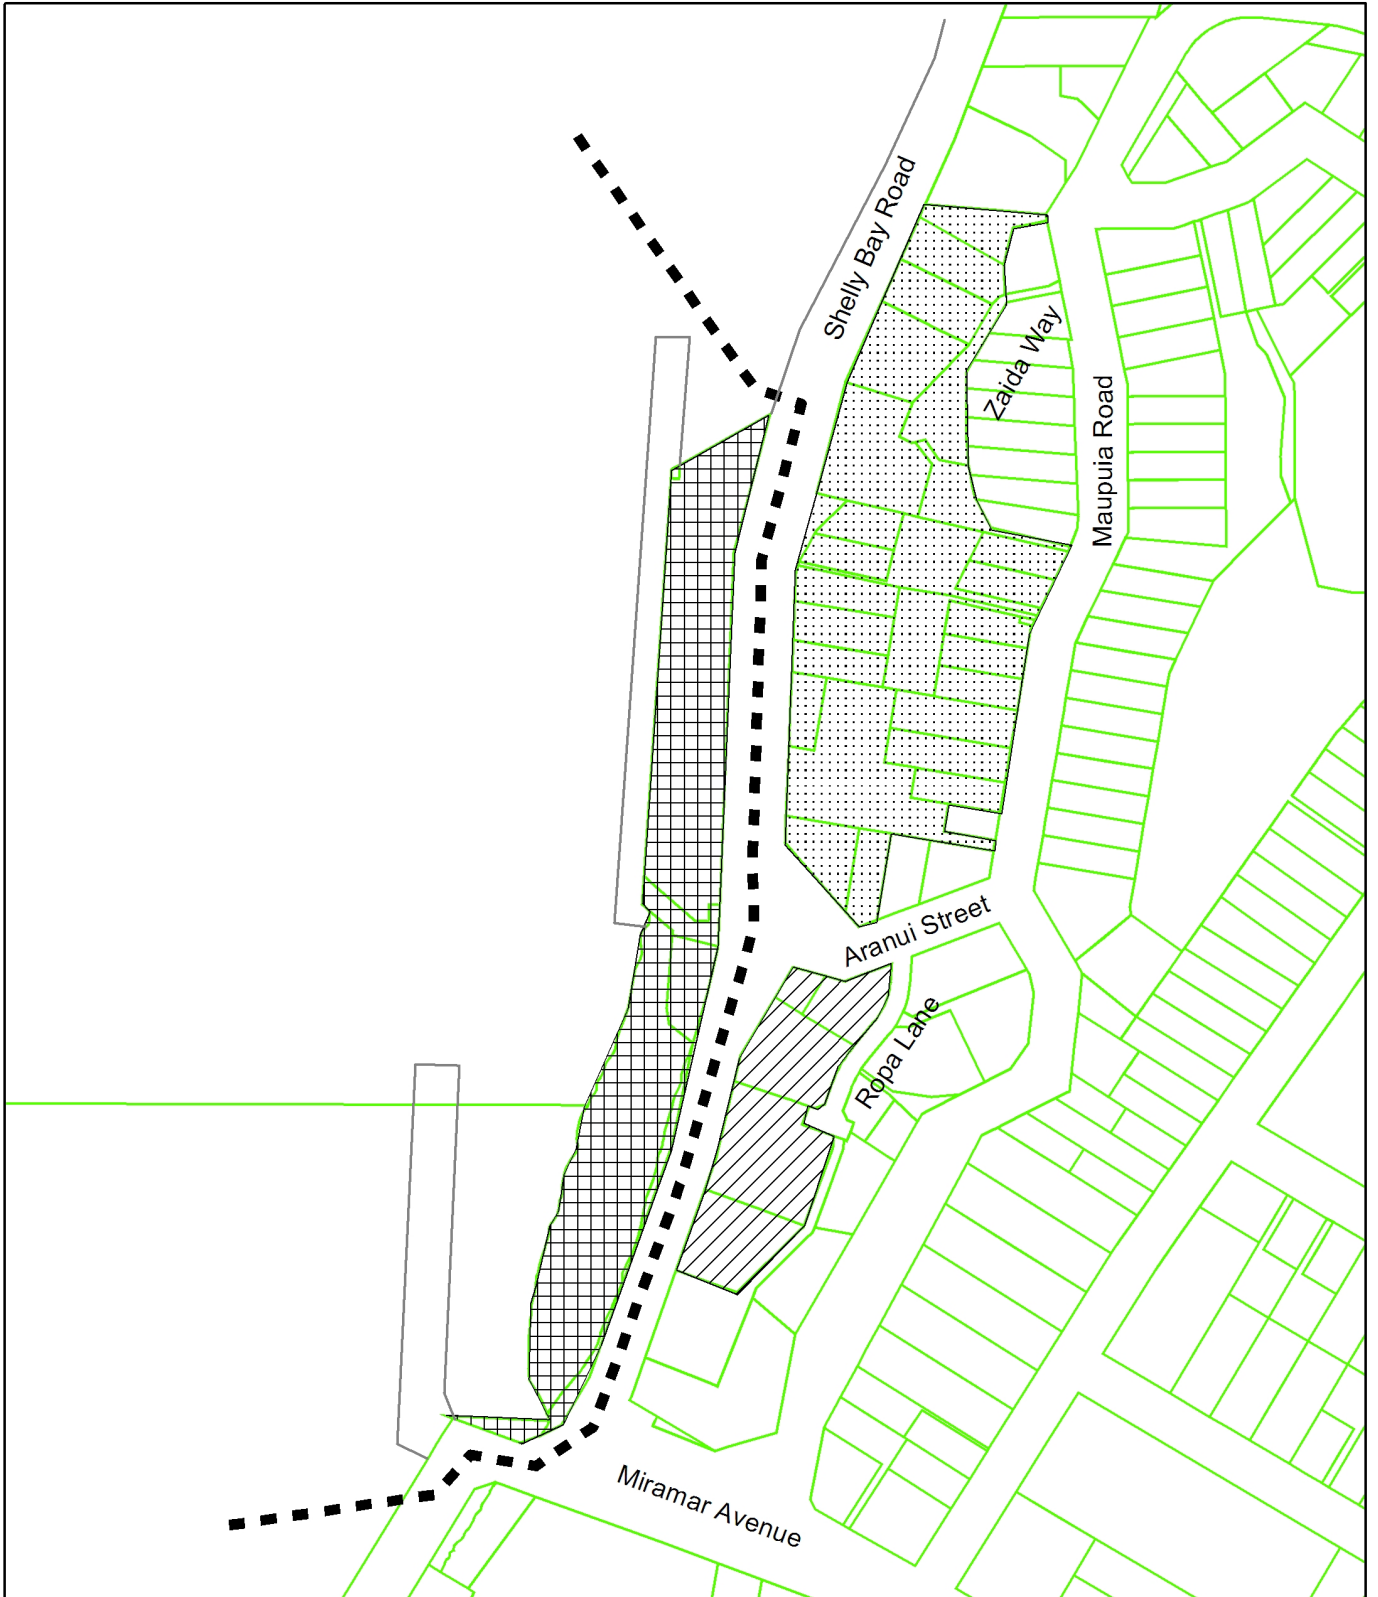 Shelly Bay Road
Zaida Way
Maupuia Road
Aranui Street
Ropa Lane
Miramar Avenue